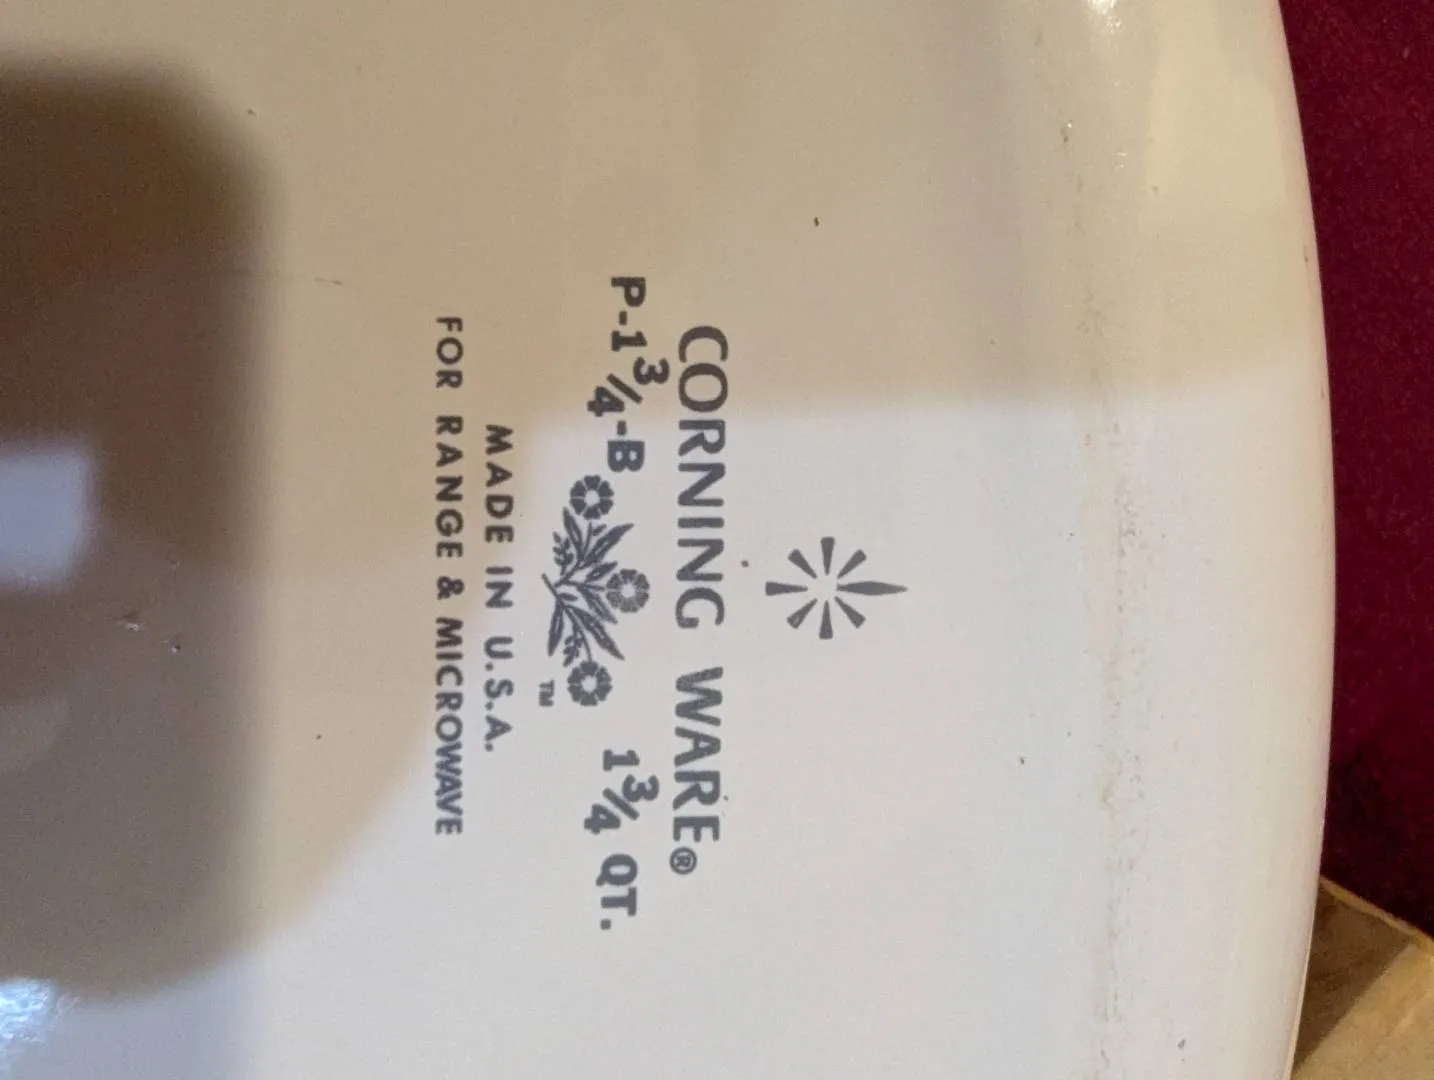 CORNING WARE®
P-1¾-B 1¾ QT.
TM
MADE IN U.S.A.
FOR RANGE & MICROWAVE